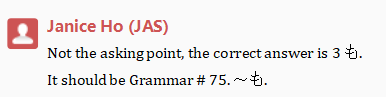 Janice Ho (JAS)
Not the asking point, the correct answer is 3 も.
It should be Grammar # 75. ～も.